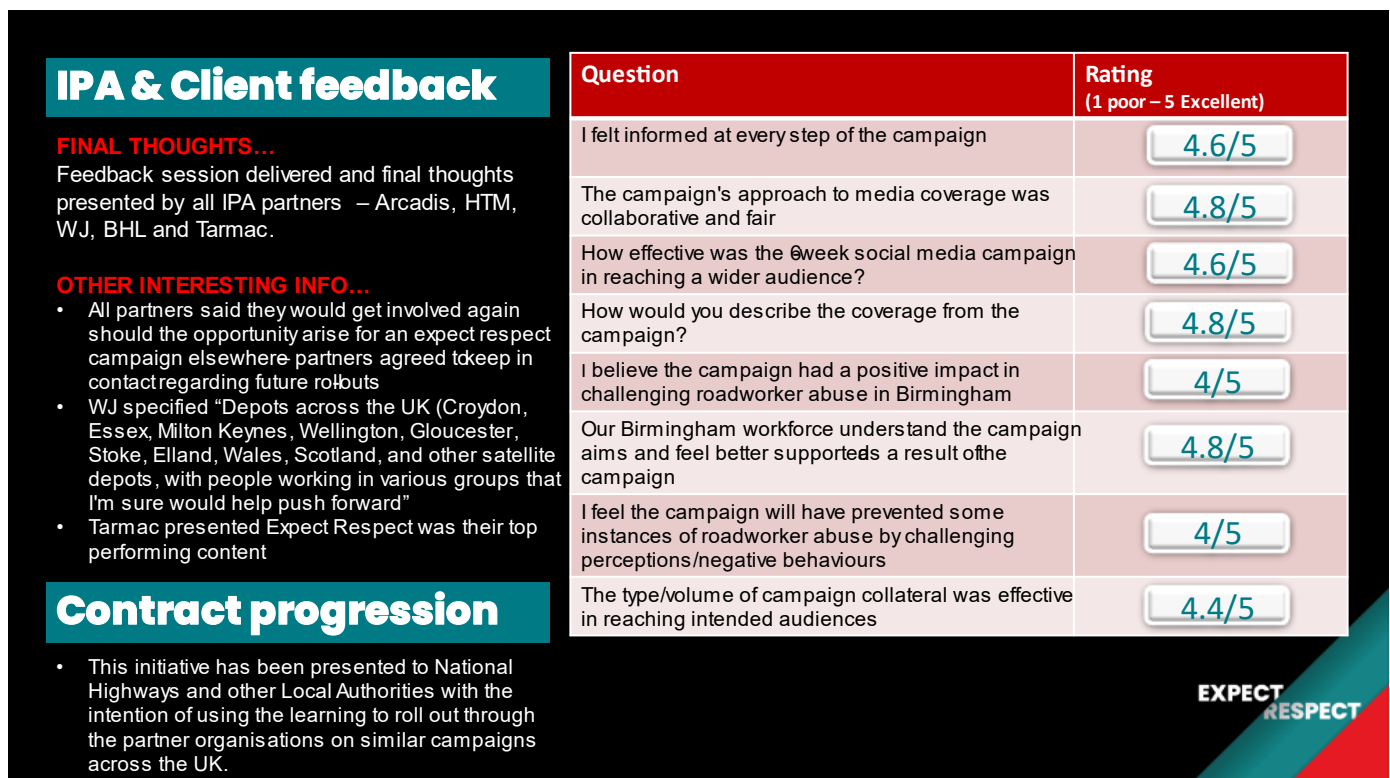 IPA & Client feedback
FINAL THOUGHTS…
Feedback session delivered and final thoughts
presented by all IPA partners – Arcadis, HTM,
WJ, BHL and Tarmac.
OTHER INTERESTING INFO…
• All partners said they would get involved again
should the opportunity arise for an expect respect
campaign elsewhere- partners agreed to keep in
contact regarding future roll-outs
• WJ specified “Depots across the UK (Croydon,
Essex, Milton Keynes, Wellington, Gloucester,
Stoke, Elland, Wales, Scotland, and other satellite
depots, with people working in various groups that
I'm sure would help push forward”
• Tarmac presented Expect Respect was their top
performing content
Contract progression
• This initiative has been presented to National
Highways and other Local Authorities with the
intention of using the learning to roll out through
the partner organisations on similar campaigns
across the UK.
Question
Rating
(1 poor – 5 Excellent)
I felt informed at every step of the campaign
4.6/5
The campaign's approach to media coverage was
collaborative and fair
4.8/5
How effective was the 6-week social media campaign
in reaching a wider audience?
4.6/5
How would you describe the coverage from the
campaign?
4.8/5
I believe the campaign had a positive impact in
challenging roadworker abuse in Birmingham
4/5
Our Birmingham workforce understand the campaign
aims and feel better supported as a result of the
campaign
4.8/5
I feel the campaign will have prevented some
instances of roadworker abuse by challenging
perceptions/negative behaviours
4/5
The type/volume of campaign collateral was effective
in reaching intended audiences
4.4/5
EXPECT
RESPECT